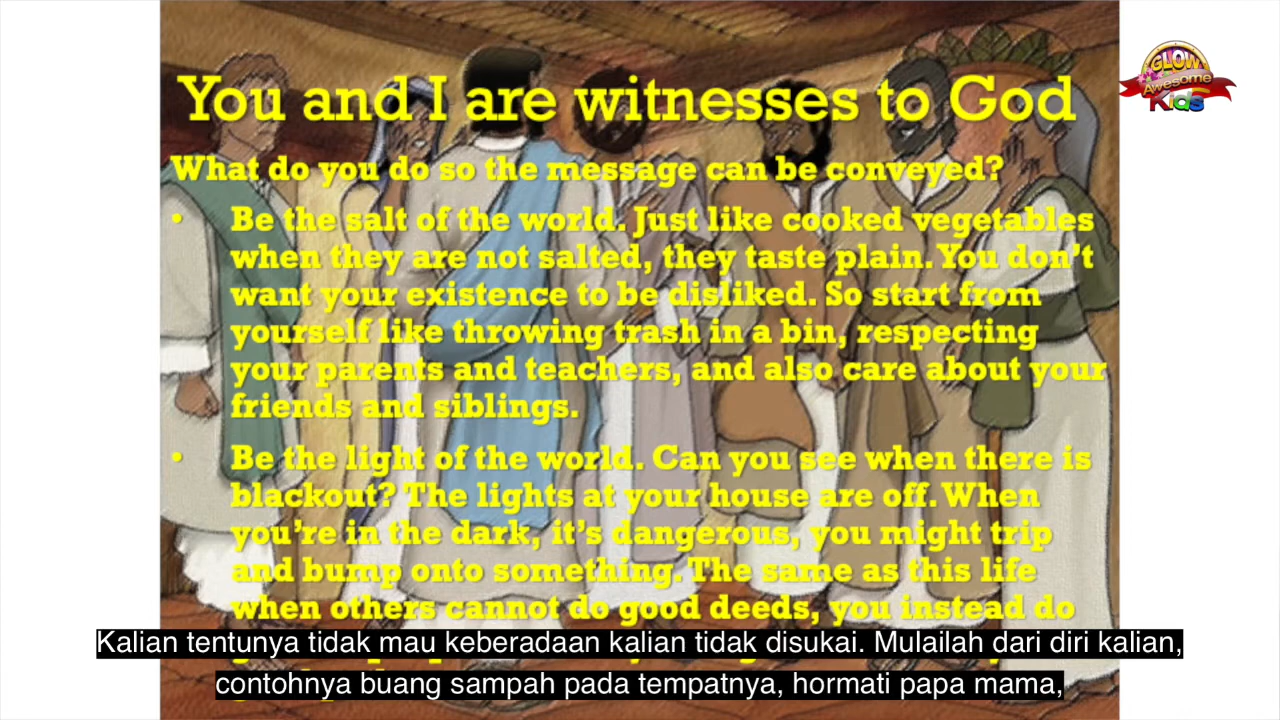 You and I are witnesses to God
GLOW
Awesome
Kids
What do you do so the message can be conveyed?
• Be the salt of the world. Just like cooked vegetables
when they are not salted, they taste plain. You don't
want your existence to be disliked. So start from
yourself like throwing trash in a bin, respecting
your parents and teachers, and also care about your
friends and siblings.
• Be the light of the world. Can you see when there is
blackout? The lights at your house are off. When
you're in the dark, it's dangerous, you might trip
and bump onto something. The same as this life
when others cannot do good deeds, you instead do
Kalian tentunya tidak mau keberadaan kalian tidak disukai. Mulailah dari diri kalian,
contohnya buang sampah pada tempatnya, hormati papa mama,